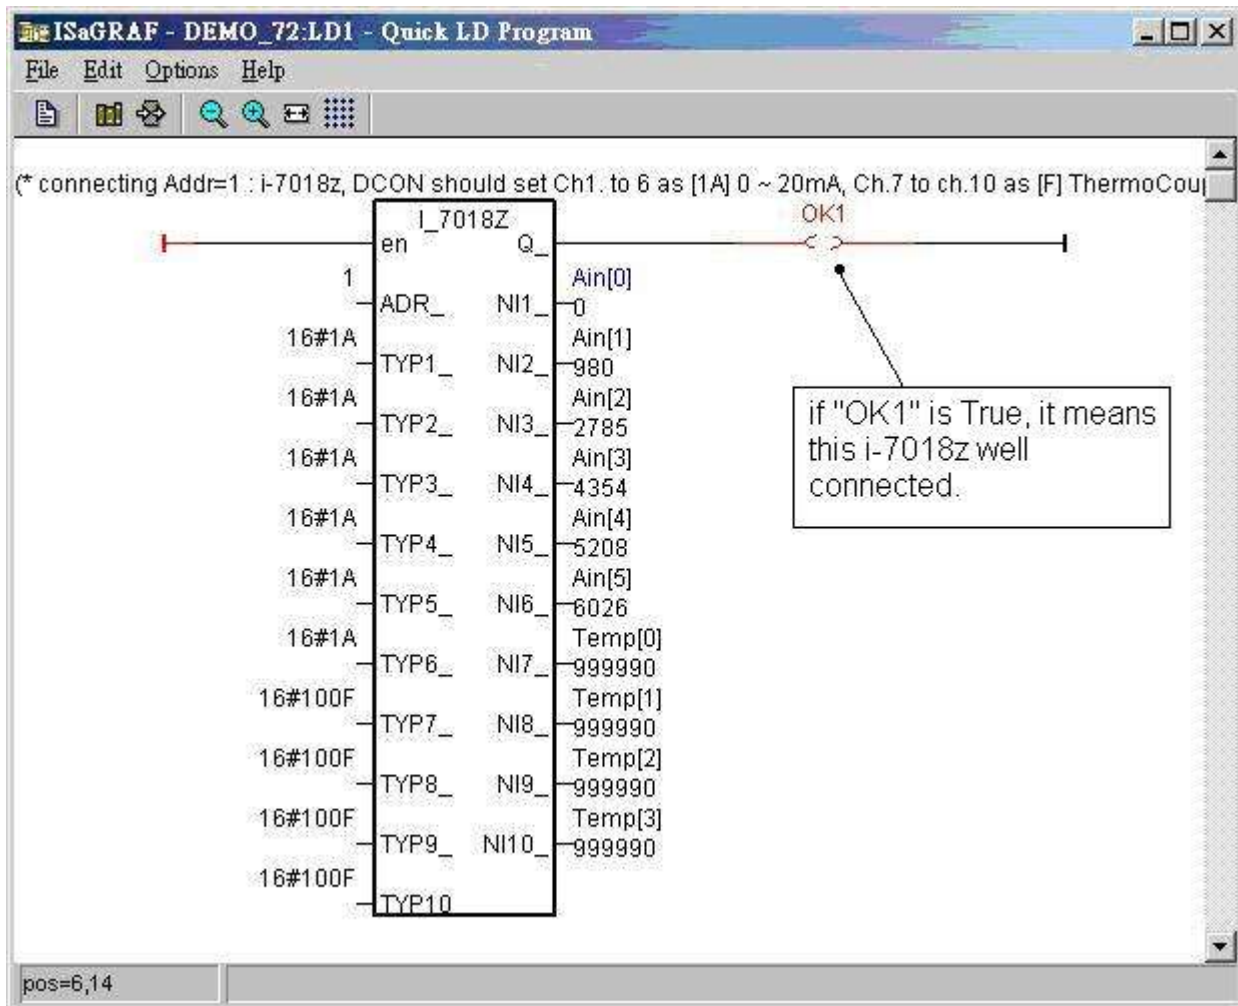 ISaGRAF - DEMO_72:LD1 - Quick LD Program
File Edit Options Help
(* connecting Addr=1 : i-7018z, DCON should set Ch1. to 6 as [1A] 0 ~ 20mA, Ch.7 to ch.10 as [F] ThermoCoup
I_7018Z OK1
en Q_
1 Ain[0]
ADR_ NI1_ 0
16#1A Ain[1]
TYP1_ NI2_ 980
16#1A Ain[2]
TYP2_ NI3_ 2785
16#1A Ain[3]
TYP3_ NI4_ 4354
16#1A Ain[4]
TYP4_ NI5_ 5208
16#1A Ain[5]
TYP5_ NI6_ 6026
16#1A Temp[0]
TYP6_ NI7_ 999990
16#100F Temp[1]
TYP7_ NI8_ 999990
16#100F Temp[2]
TYP8_ NI9_ 999990
16#100F Temp[3]
TYP9_ NI10_ 999990
16#100F
TYP10
if "OK1" is True, it means
this i-7018z well
connected.
pos=6,14